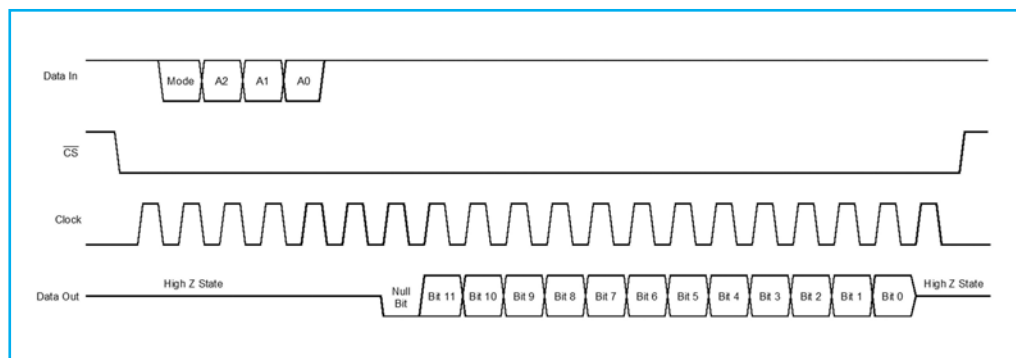 Data In Mode A2 A1 A0
CS
Clock
Data Out High Z State Null Bit Bit 11 Bit 10 Bit 9 Bit 8 Bit 7 Bit 6 Bit 5 Bit 4 Bit 3 Bit 2 Bit 1 Bit 0 High Z State